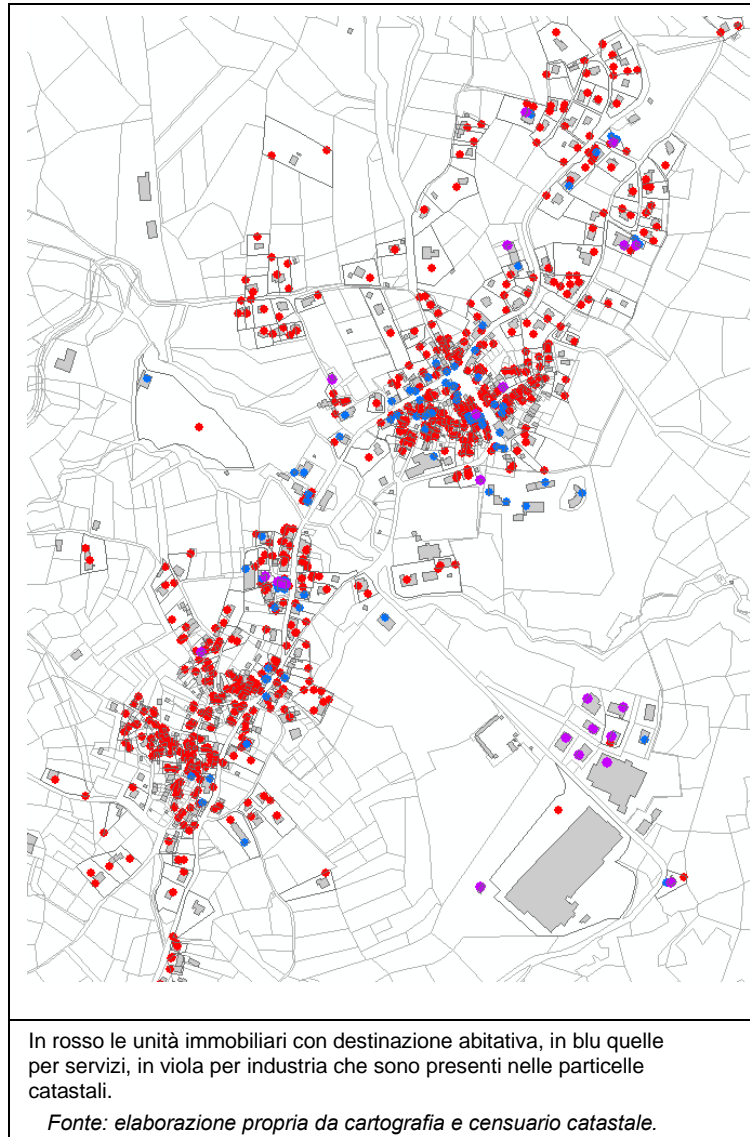 In rosso le unità immobiliari con destinazione abitativa, in blu quelle
per servizi, in viola per industria che sono presenti nelle particelle
catastali.
Fonte: elaborazione propria da cartografia e censuario catastale.